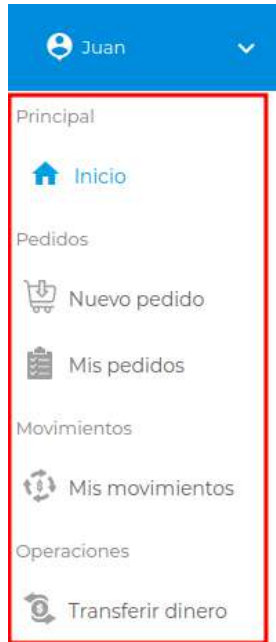 Juan
Principal
Inicio
Pedidos
Nuevo pedido
Mis pedidos
Movimientos
Mis movimientos
Operaciones
Transferir dinero